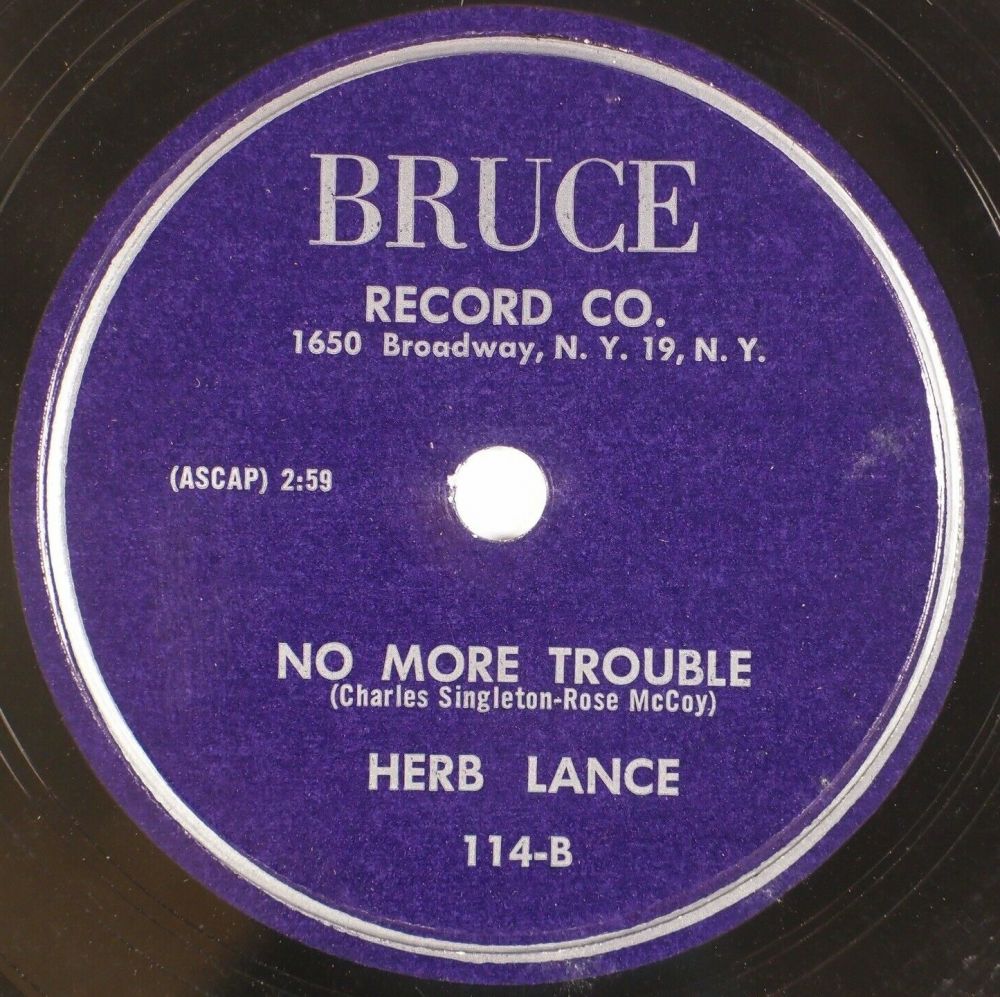 BRUCE
RECORD CO.
1650 Broadway, N. Y. 19, N. Y.
(ASCAP) 2:59
NO MORE TROUBLE
(Charles Singleton-Rose McCoy)
HERB LANCE
114-B